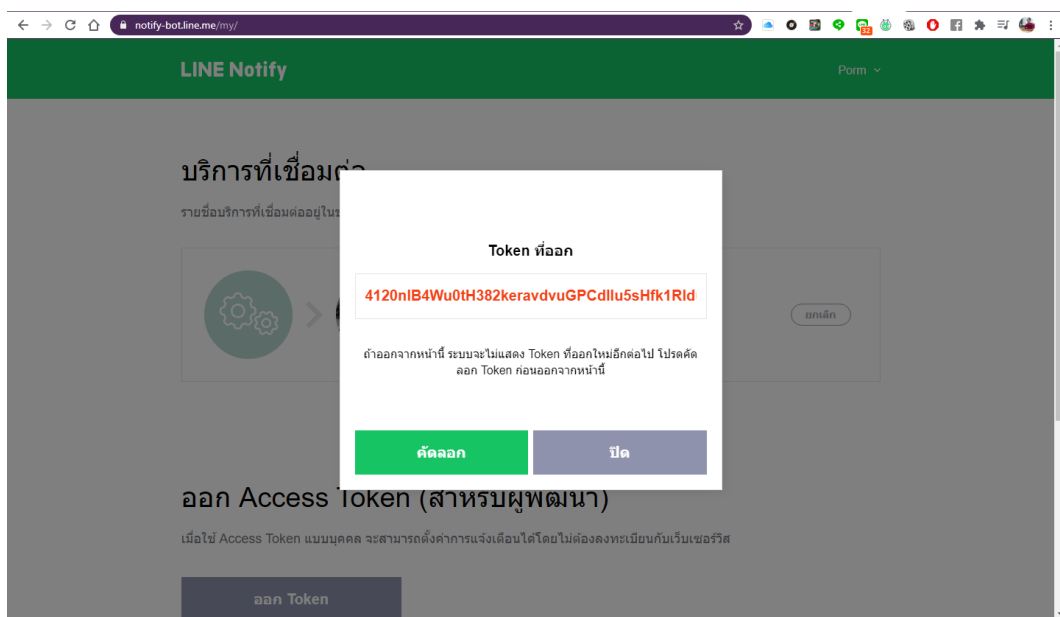 notify-bot.line.me/my/
32
LINE Notify
Porm
บริการที่เชื่อมต่อ
รายชื่อบริการที่เชื่อมต่ออยู่ใน
Token ที่ออก
ยกเลิก
ถ้าออกจากหน้านี้ ระบบจะไม่แสดง Token ที่ออกใหม่อีกต่อไป โปรดคัด
ลอก Token ก่อนออกจากหน้านี้
คัดลอก
ปิด
ออก Access Token (สำหรับผู้พัฒนา)
เมื่อใช้ Access Token แบบบุคคล จะสามารถตั้งค่าการแจ้งเตือนได้โดยไม่ต้องลงทะเบียนกับเว็บเซอร์วิส
ออก Token